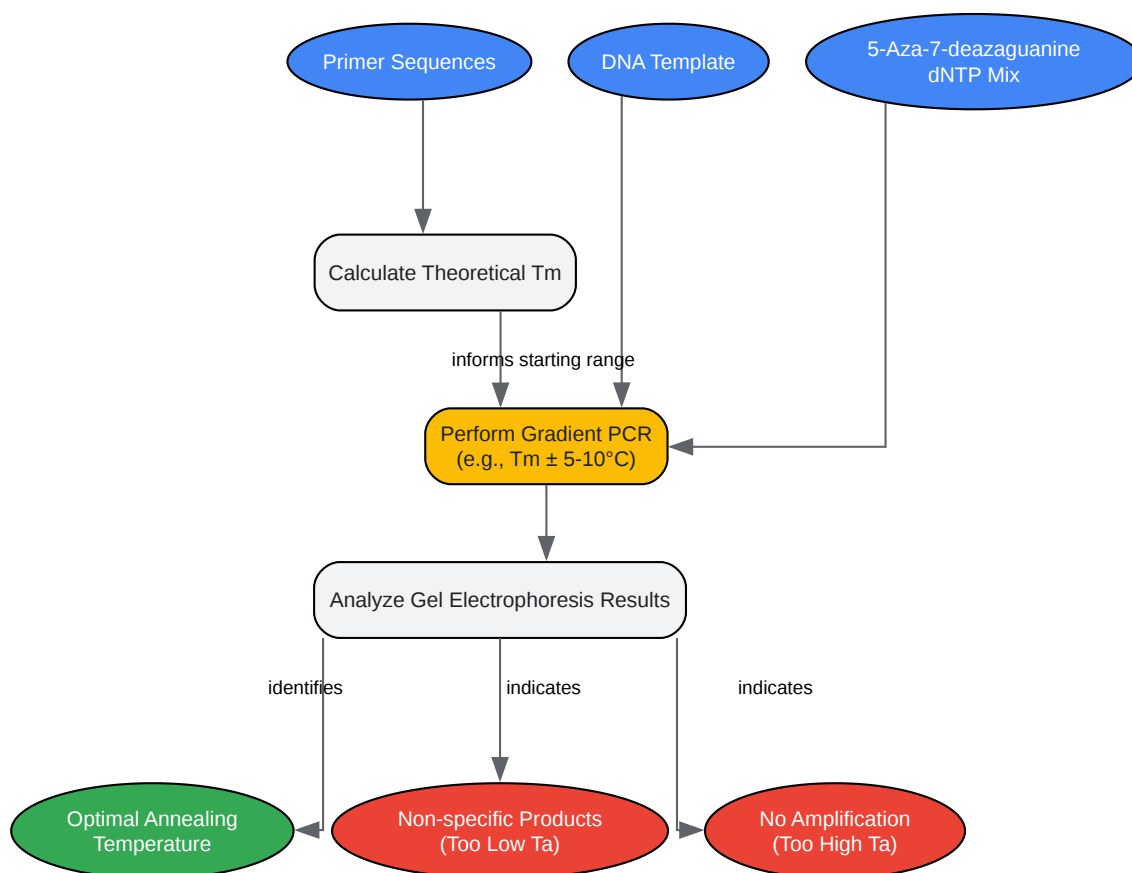 Primer Sequences
DNA Template
5-Aza-7-deazaguanine
dNTP Mix
Calculate Theoretical Tm
informs starting range
Perform Gradient PCR
(e.g., Tm ± 5-10°C)
Analyze Gel Electrophoresis Results
identifies
indicates
indicates
Optimal Annealing
Temperature
Non-specific Products
(Too Low Ta)
No Amplification
(Too High Ta)